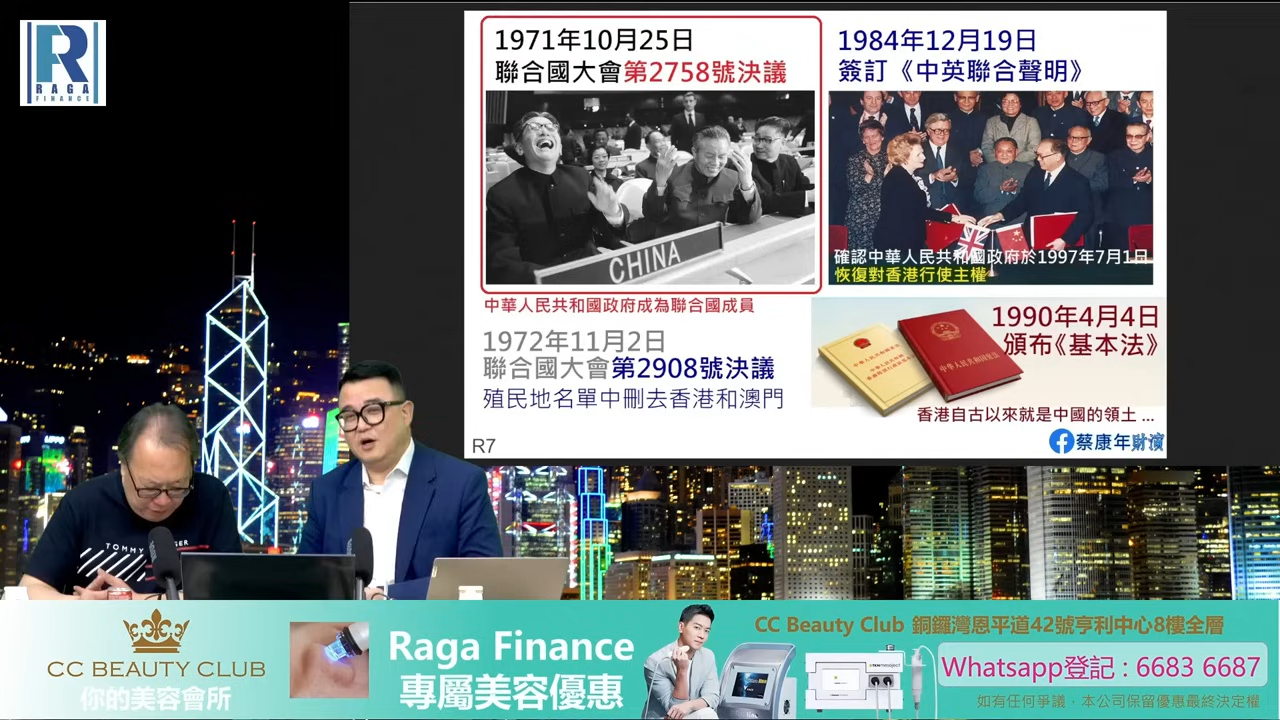 R
RAGA
FINANCE
1971年10月25日
聯合國大會第2758號決議
CHINA
中華人民共和國政府成為聯合國成員
1972年11月2日
聯合國大會第2908號決議
殖民地名單中刪去香港和澳門
R7
1984年12月19日
簽訂《中英聯合聲明》
確認中華人民共和國政府於1997年7月1日
恢復對香港行使主權
1990年4月4日
頒布《基本法》
中華人民共和国宪法
香港自古以來就是中國的領土 ...
蔡康年財演
TOMMY
CC BEAUTY CLUB
你的美容會所
Raga Finance
專屬美容優惠
CC Beauty Club 銅鑼灣恩平道42號亨利中心8樓全層
Whatsapp登記 : 6683 6687
如有任何爭議，本公司保留優惠最終決定權